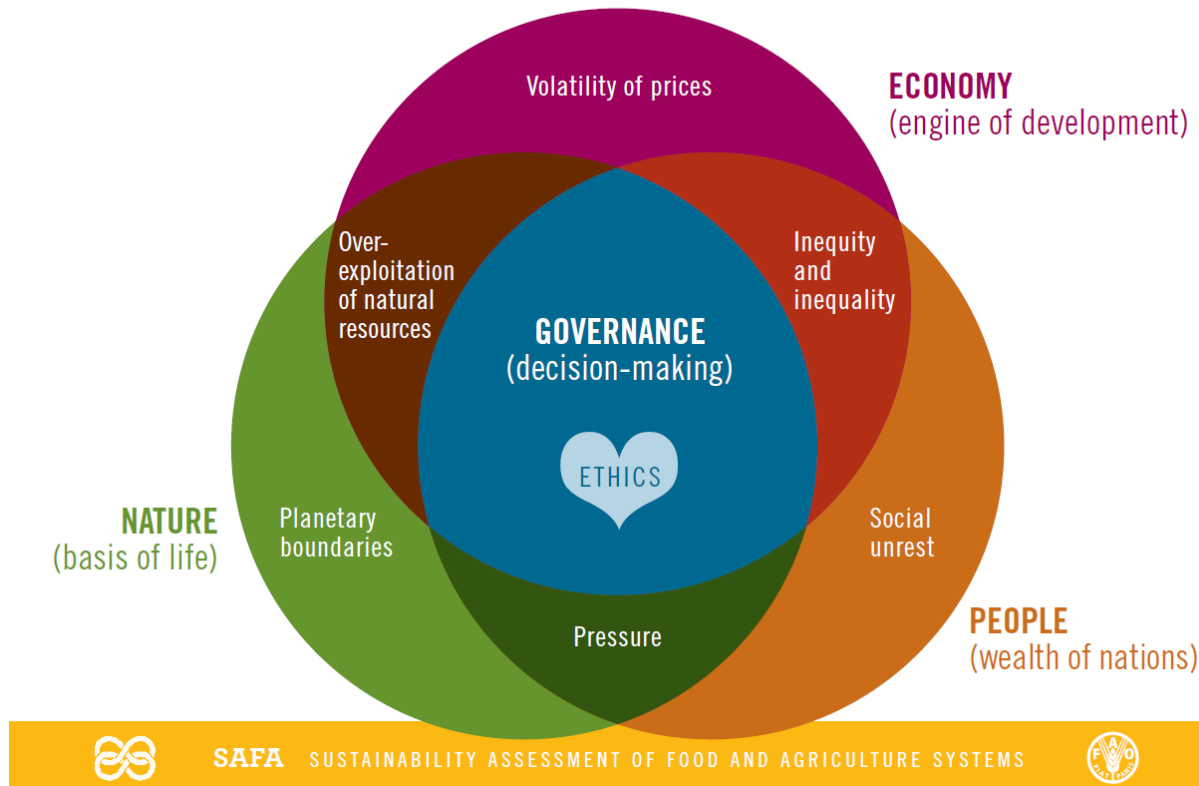 Volatility of prices
ECONOMY
(engine of development)
Over-
exploitation
of natural
resources
Inequity
and
inequality
GOVERNANCE
(decision-making)
ETHICS
NATURE
(basis of life)
Planetary
boundaries
Social
unrest
Pressure
PEOPLE
(wealth of nations)
SAFA SUSTAINABILITY ASSESSMENT OF FOOD AND AGRICULTURE SYSTEMS
F A O
FIAT PANIS